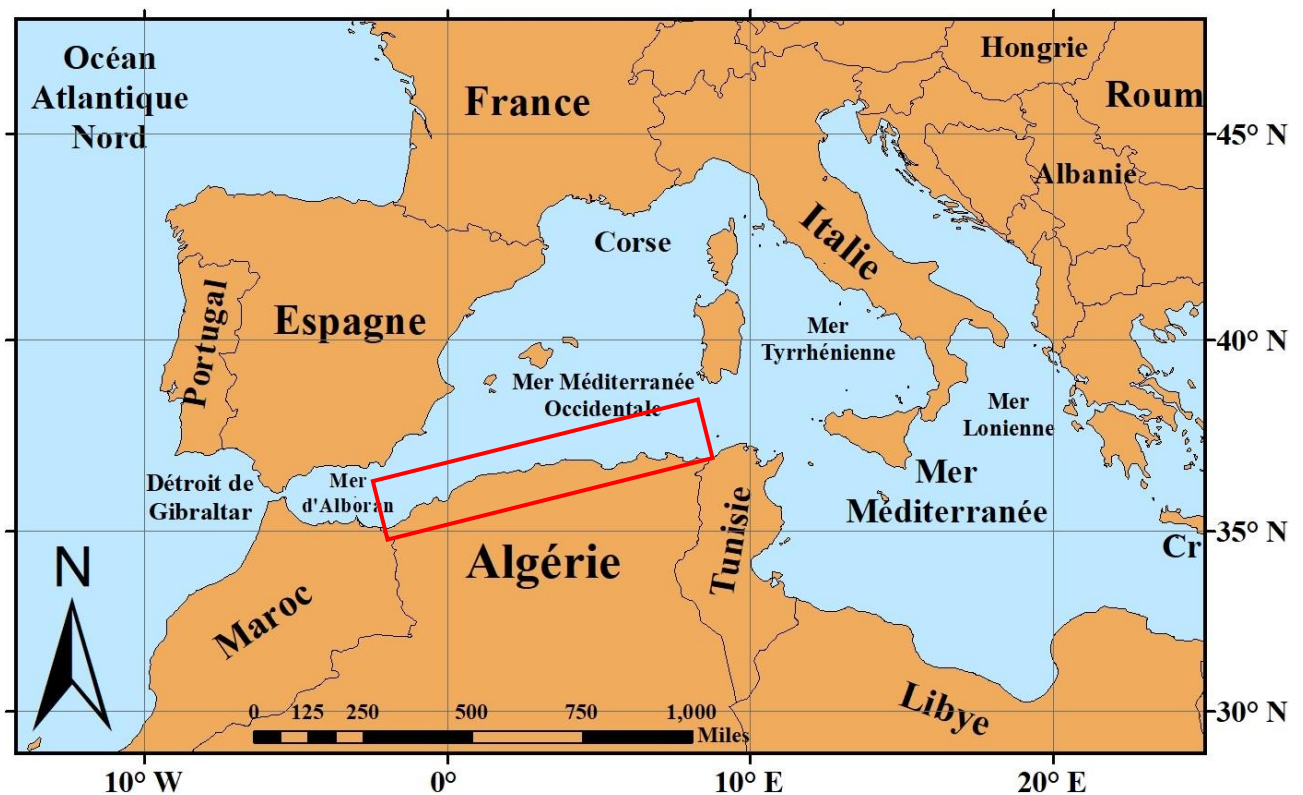 Océan
Atlantique
Nord
France
Hongrie
Roum
45° N
Albanie
Corse
Italie
Portugal
Espagne
Mer
Tyrrhénienne
40° N
Mer Méditerranée
Occidentale
Mer
Lonienne
Détroit de
Gibraltar
Mer
d'Alboran
Mer
Méditerranée
35° N
Cr
Algérie
Tunisie
N
Maroc
Libye
30° N
0 125 250 500 750 1,000
Miles
10° W 0° 10° E 20° E